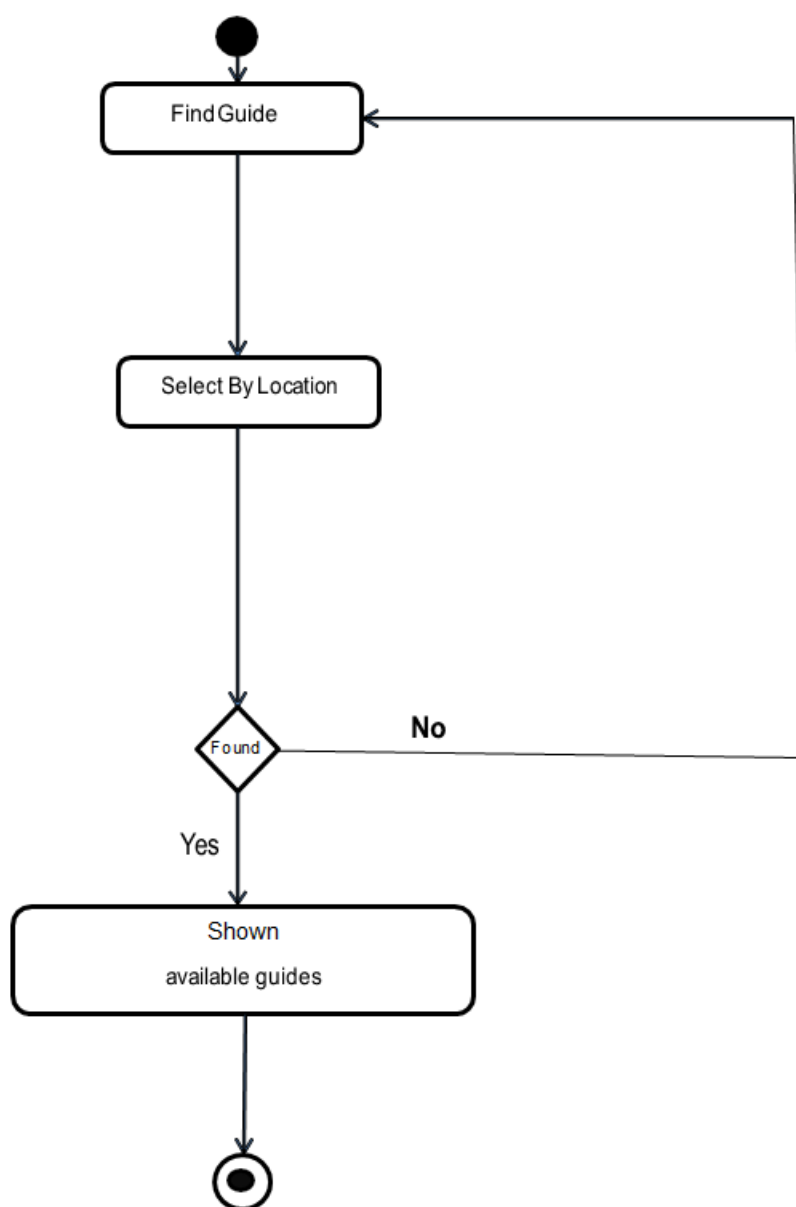 Find Guide
Select By Location
Found
No
Yes
Shown
available guides